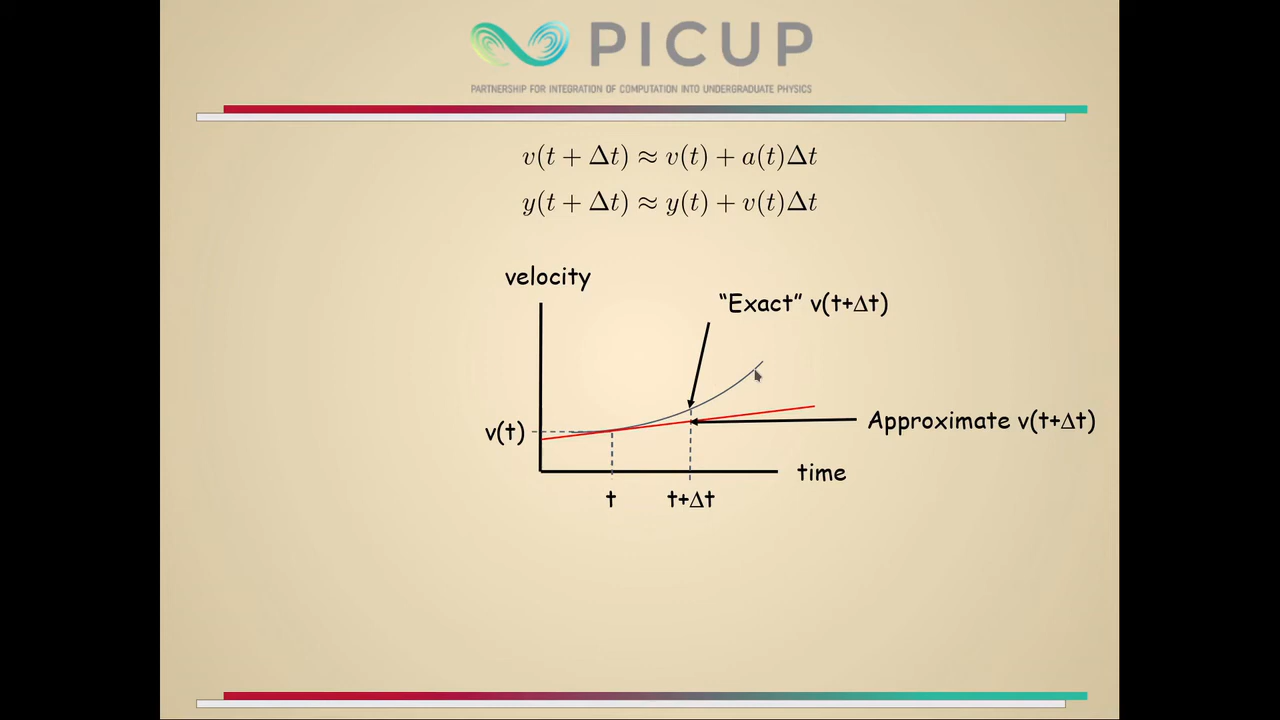 PICUP
PARTNERSHIP FOR INTEGRATION OF COMPUTATION INTO UNDERGRADUATE PHYSICS
v(t + Δt) ≈ v(t) + a(t)Δt
y(t + Δt) ≈ y(t) + v(t)Δt
velocity
“Exact” v(t+Δt)
v(t)
Approximate v(t+Δt)
time
t
t+Δt